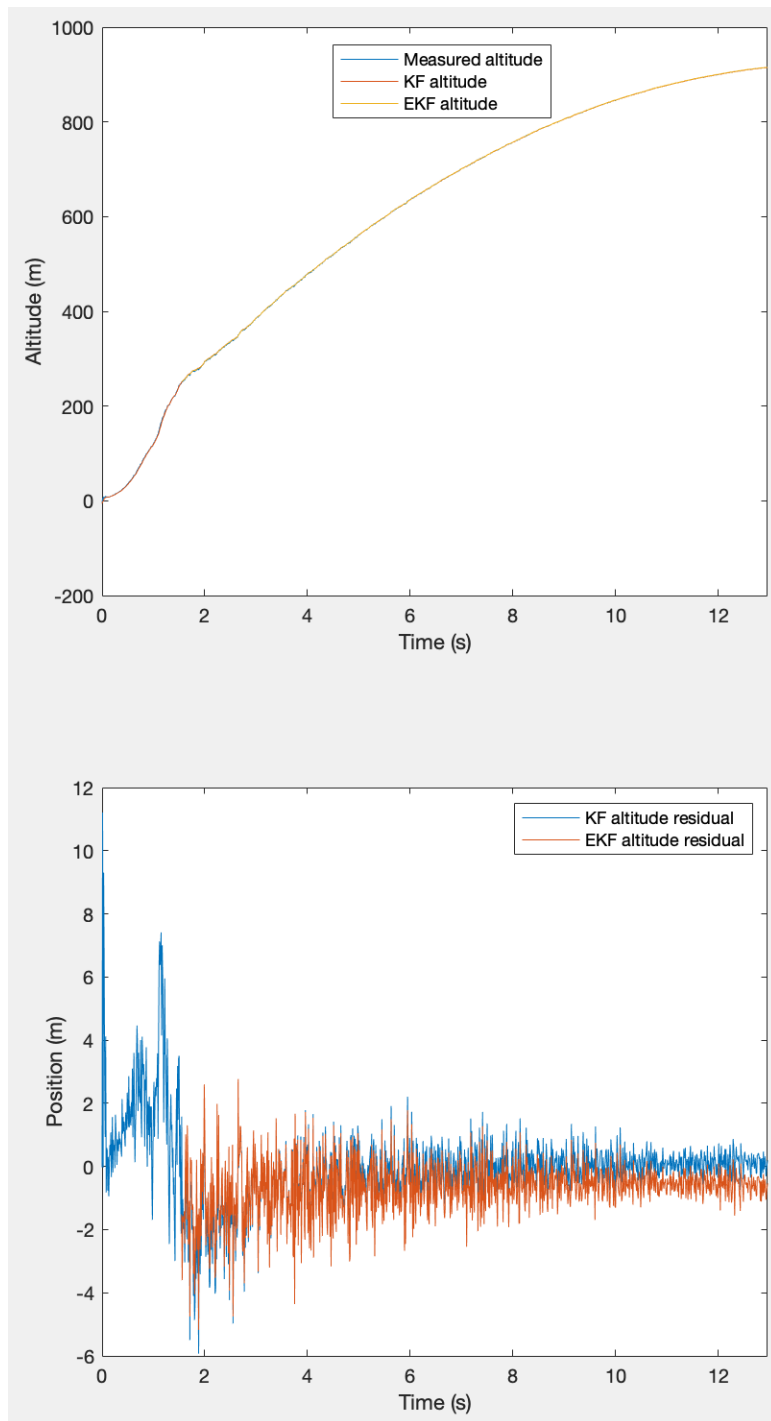 1000
Measured altitude
KF altitude
EKF altitude
800
600
400
200
0
-200
Altitude (m)
0 2 4 6 8 10 12
Time (s)
12
KF altitude residual
EKF altitude residual
10
8
6
4
2
0
-2
-4
-6
Position (m)
0 2 4 6 8 10 12
Time (s)